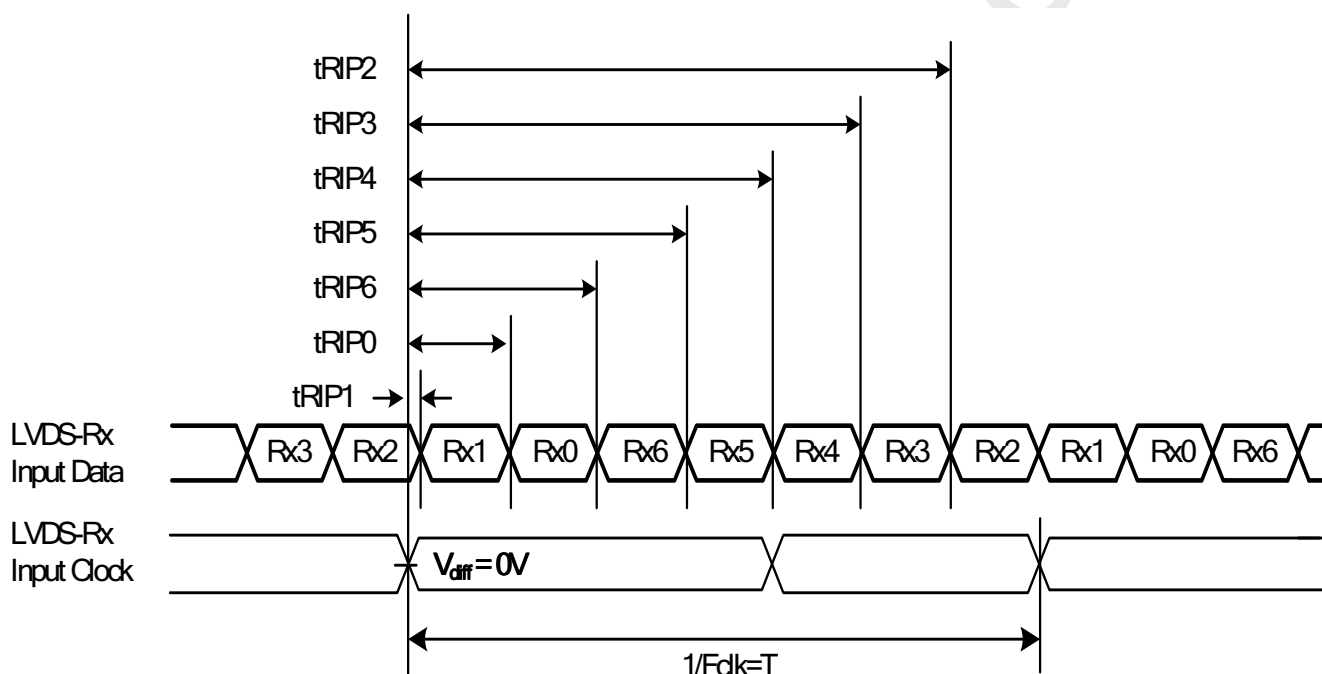 tRIP2
tRIP3
tRIP4
tRIP5
tRIP6
tRIP0
tRIP1
LVDS-Rx
Input Data
Rx3 Rx2 Rx1 Rx0 Rx6 Rx5 Rx4 Rx3 Rx2 Rx1 Rx0 Rx6
LVDS-Rx
Input Clock
Vdiff = 0V
1/Fclk=T